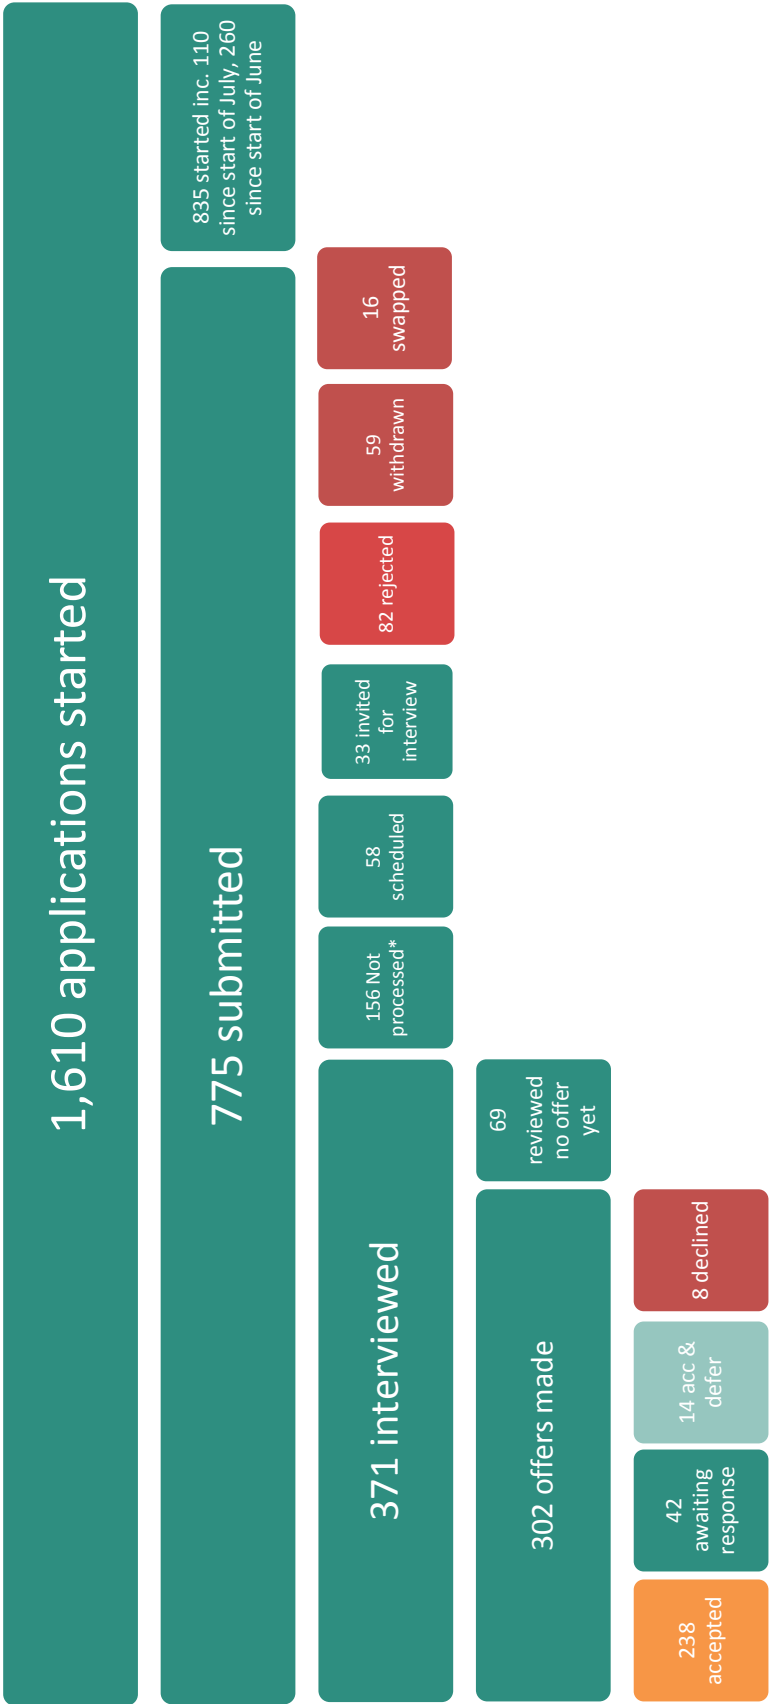 1,610 applications started
775 submitted
835 started inc. 110
since start of July, 260
since start of June
371 interviewed
156 Not
processed*
58
scheduled
33 invited
for
interview
82 rejected
59
withdrawn
16
swapped
302 offers made
69
reviewed
no offer
yet
238
accepted
42
awaiting
response
14 acc &
defer
8 declined